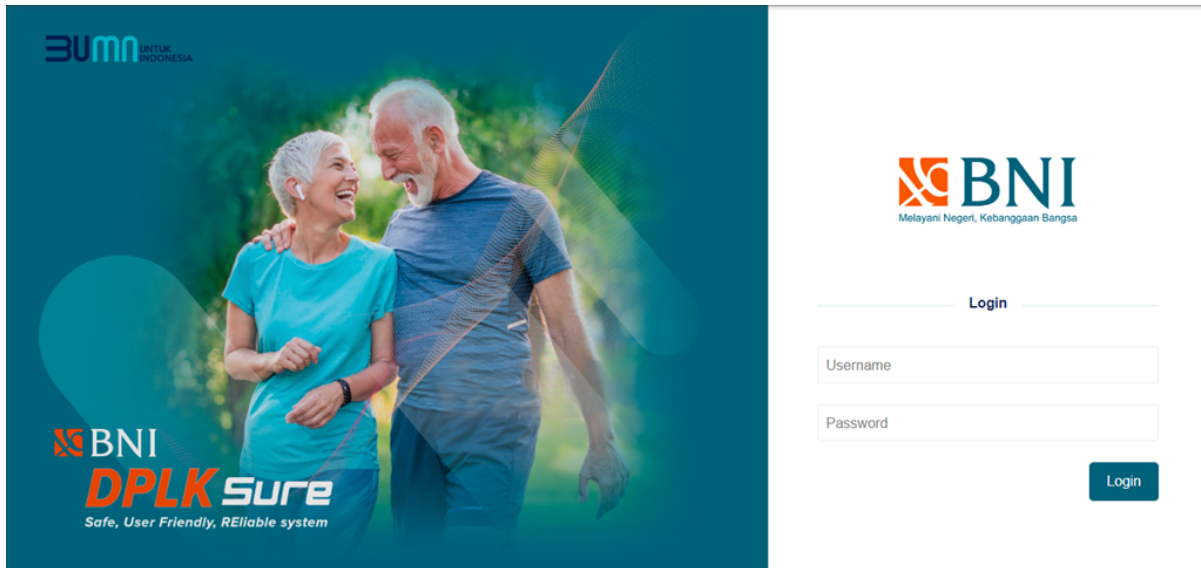 BUMN UNTUK
INDONESIA
BNI
DPLK Sure
Safe, User Friendly, REliable system
BNI
Melayani Negeri, Kebanggaan Bangsa
Login
Username
Password
Login